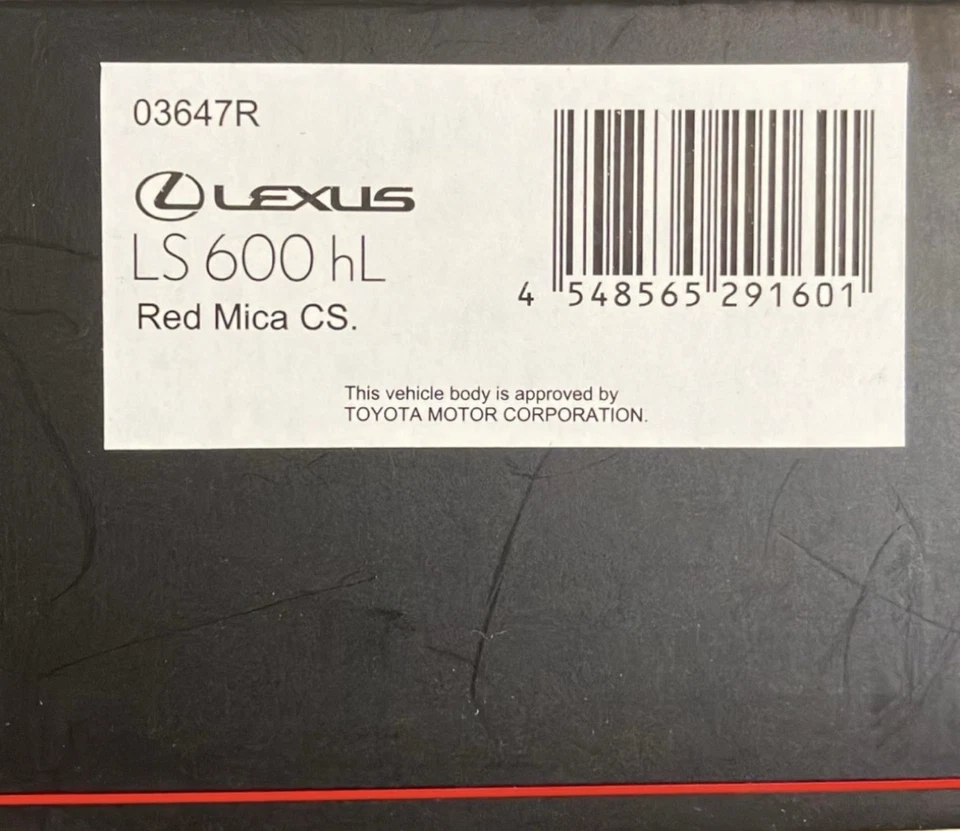 03647R
LEXUS
LS 600 hL
Red Mica CS.
4 548565 291601
This vehicle body is approved by
TOYOTA MOTOR CORPORATION.